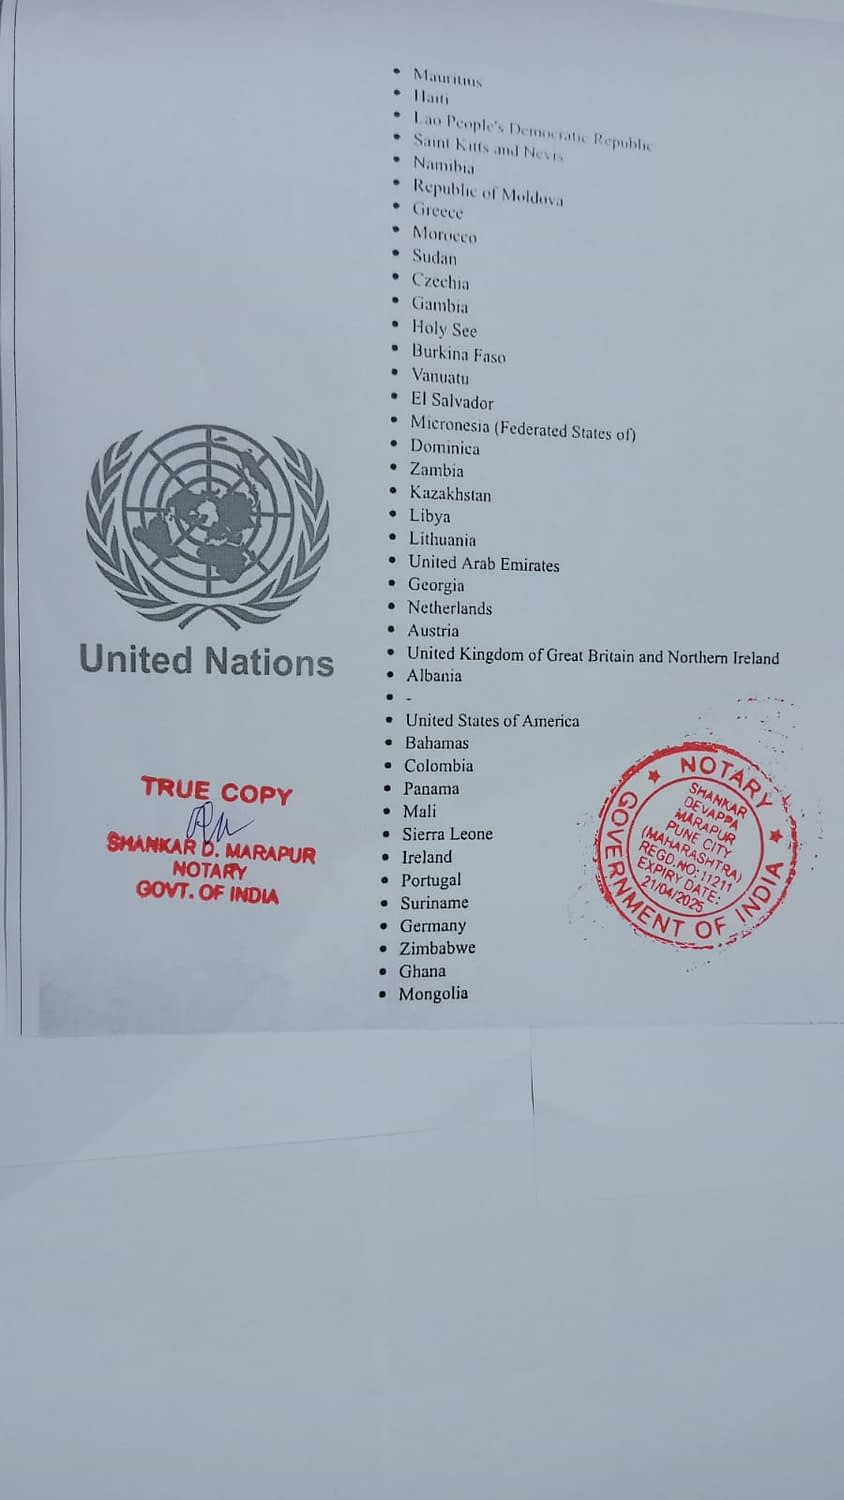 • Mauritius
• Haiti
• Lao People's Democratic Republic
• Saint Kitts and Nevis
• Namibia
• Republic of Moldova
• Greece
• Morocco
• Sudan
• Czechia
• Gambia
• Holy See
• Burkina Faso
• Vanuatu
• El Salvador
• Micronesia (Federated States of)
• Dominica
• Zambia
• Kazakhstan
• Libya
• Lithuania
• United Arab Emirates
• Georgia
• Netherlands
• Austria
• United Kingdom of Great Britain and Northern Ireland
• Albania
• -
• United States of America
• Bahamas
• Colombia
• Panama
• Mali
• Sierra Leone
• Ireland
• Portugal
• Suriname
• Germany
• Zimbabwe
• Ghana
• Mongolia
United Nations
TRUE COPY
SHANKAR D. MARAPUR
NOTARY
GOVT. OF INDIA
NOTARY
GOVERNMENT OF INDIA
SHANKAR
DEVAPPA
MARAPUR
PUNE CITY
(MAHARASHTRA)
REGD.NO:11211
EXPIRY DATE:
21/04/2025